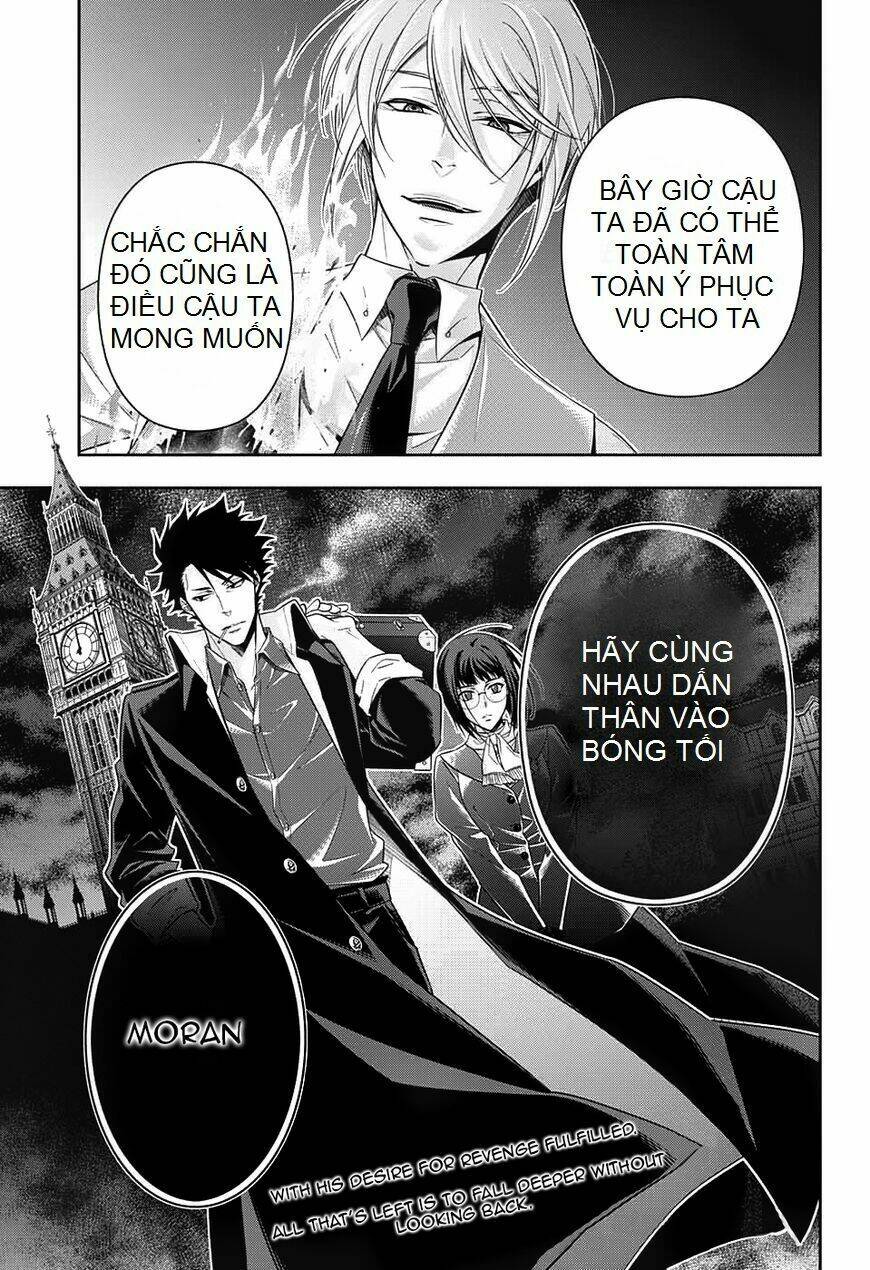 BÂY GIỜ CẬU
TA ĐÃ CÓ THỂ
TOÀN TÂM
TOÀN Ý PHỤC
VỤ CHO TA
CHẮC CHẮN
ĐÓ CŨNG LÀ
ĐIỀU CẬU TA
MONG MUỐN
HÃY CÙNG
NHAU DẤN
THÂN VÀO
BÓNG TỐI
MORAN
WITH HIS DESIRE FOR REVENGE FULFILLED,
ALL THAT'S LEFT IS TO FALL DEEPER WITHOUT
LOOKING BACK.